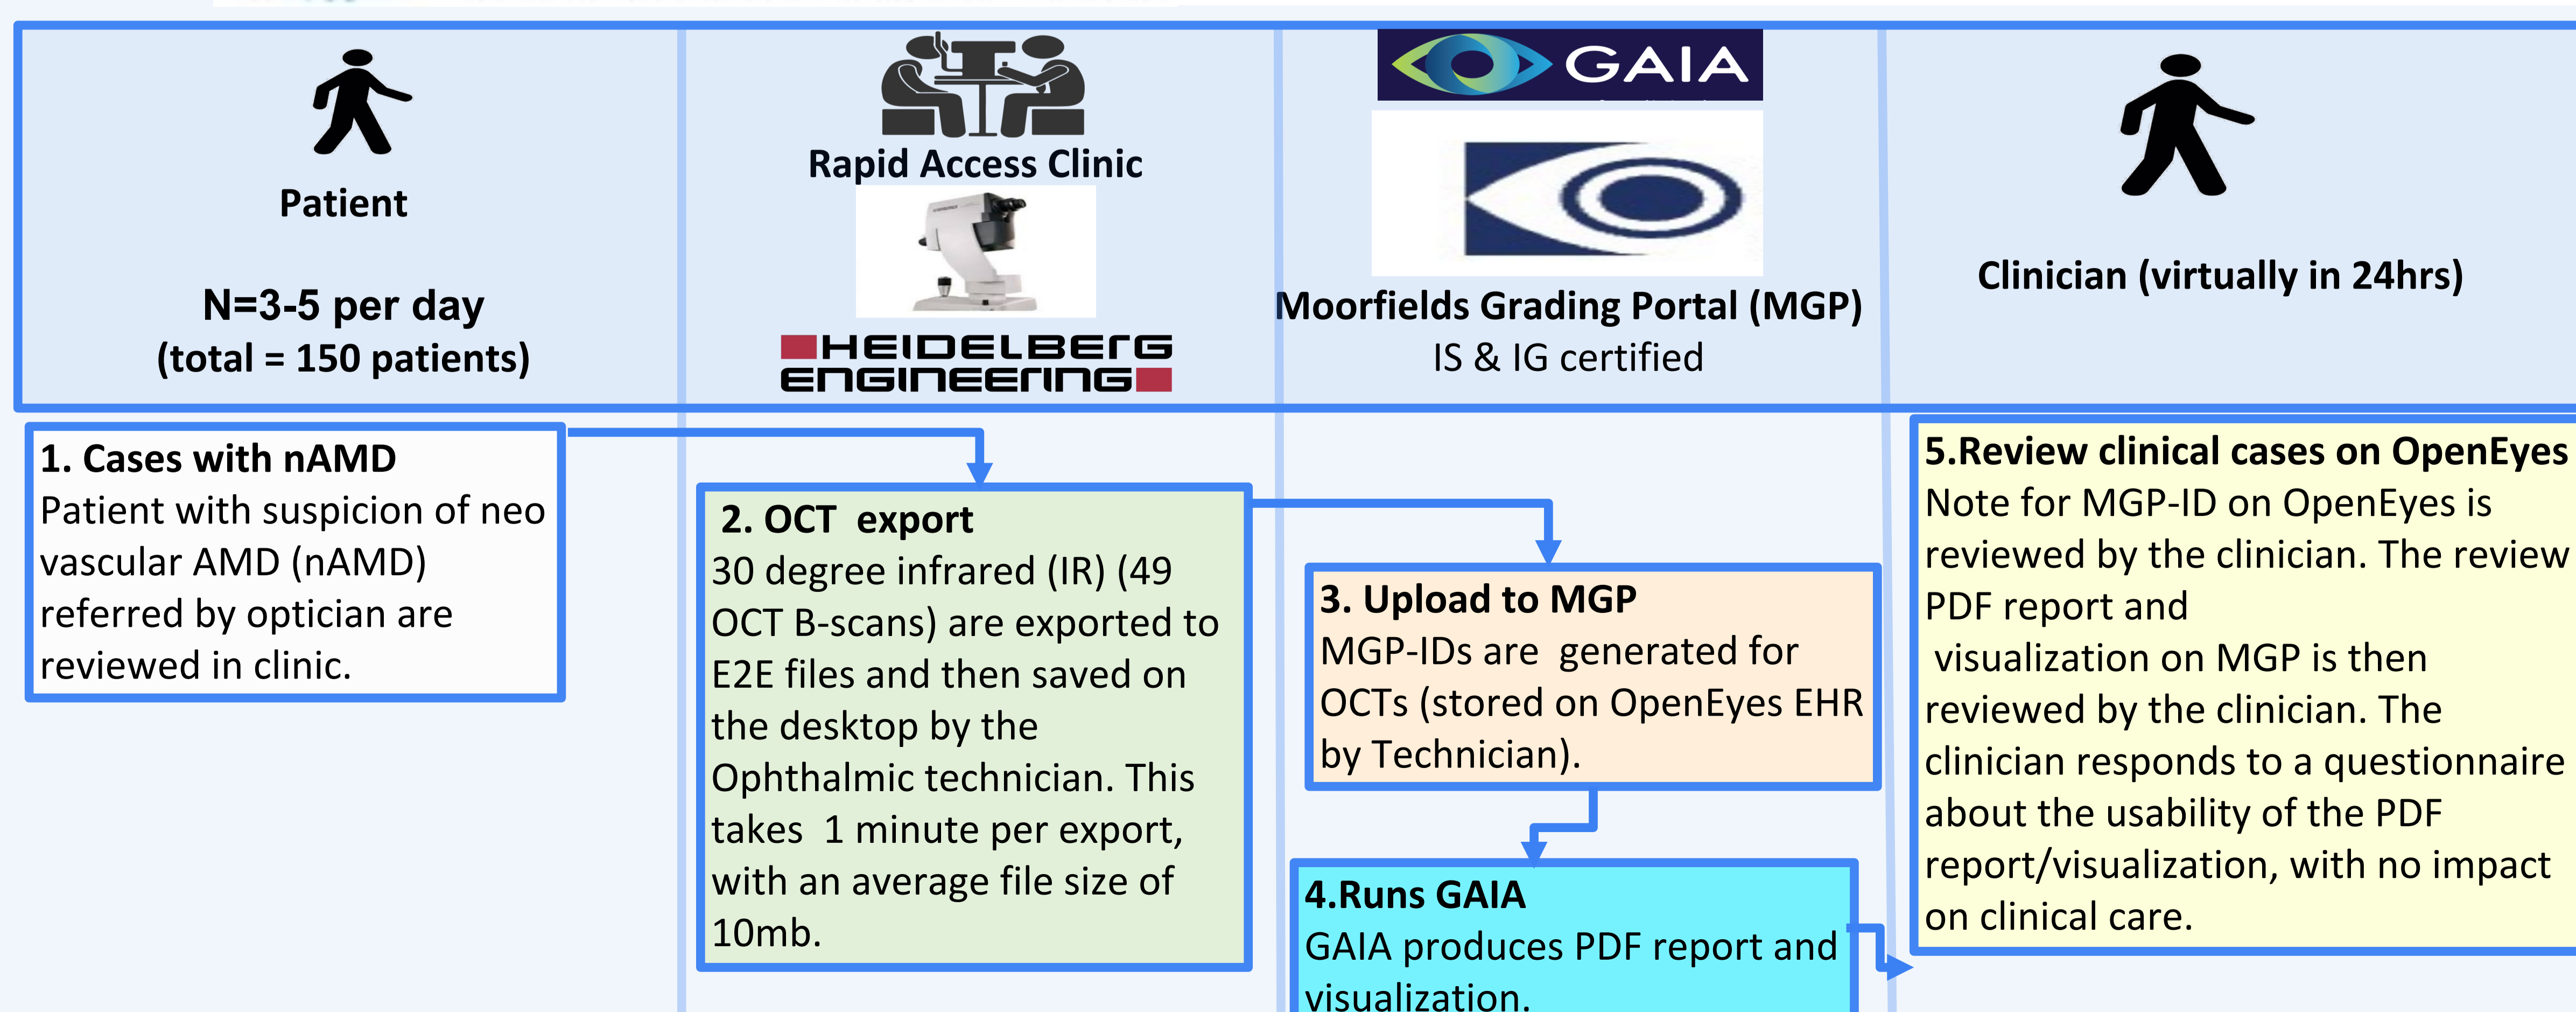 Patient
N=3-5 per day
(total = 150 patients)
Rapid Access Clinic
HEIDELBERG
ENGINEERING
GAIA
Moorfields Grading Portal (MGP)
IS & IG certified
Clinician (virtually in 24hrs)
1. Cases with nAMD
Patient with suspicion of neo
vascular AMD (nAMD)
referred by optician are
reviewed in clinic.
2. OCT  export
30 degree infrared (IR) (49
OCT B-scans) are exported to
E2E files and then saved on
the desktop by the
Ophthalmic technician. This
takes  1 minute per export,
with an average file size of
10mb.
3. Upload to MGP
MGP-IDs are  generated for
OCTs (stored on OpenEyes EHR
by Technician).
4.Runs GAIA
GAIA produces PDF report and
visualization.
5.Review clinical cases on OpenEyes
Note for MGP-ID on OpenEyes is
reviewed by the clinician. The review
PDF report and
visualization on MGP is then
reviewed by the clinician. The
clinician responds to a questionnaire
about the usability of the PDF
report/visualization, with no impact
on clinical care.